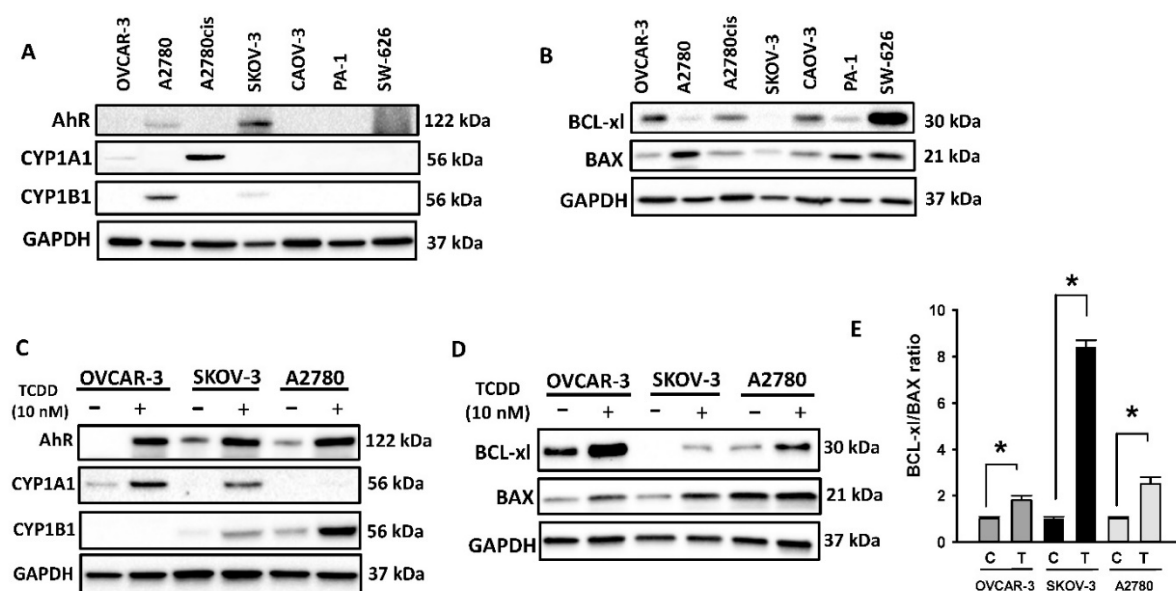 A
OVCAR-3
A2780
A2780cis
SKOV-3
CAOV-3
PA-1
SW-626
AhR
122 kDa
CYP1A1
56 kDa
CYP1B1
56 kDa
GAPDH
37 kDa
B
OVCAR-3
A2780
A2780cis
SKOV-3
CAOV-3
PA-1
SW-626
BCL-xl
30 kDa
BAX
21 kDa
GAPDH
37 kDa
C
OVCAR-3 SKOV-3 A2780
TCDD
(10 nM) − + − + − +
AhR
122 kDa
CYP1A1
56 kDa
CYP1B1
56 kDa
GAPDH
37 kDa
D
OVCAR-3 SKOV-3 A2780
TCDD
(10 nM) − + − + − +
BCL-xl
30 kDa
BAX
21 kDa
GAPDH
37 kDa
E
BCL-xl/BAX ratio
10
8
6
4
2
0
* * *
C T C T C T
OVCAR-3 SKOV-3 A2780